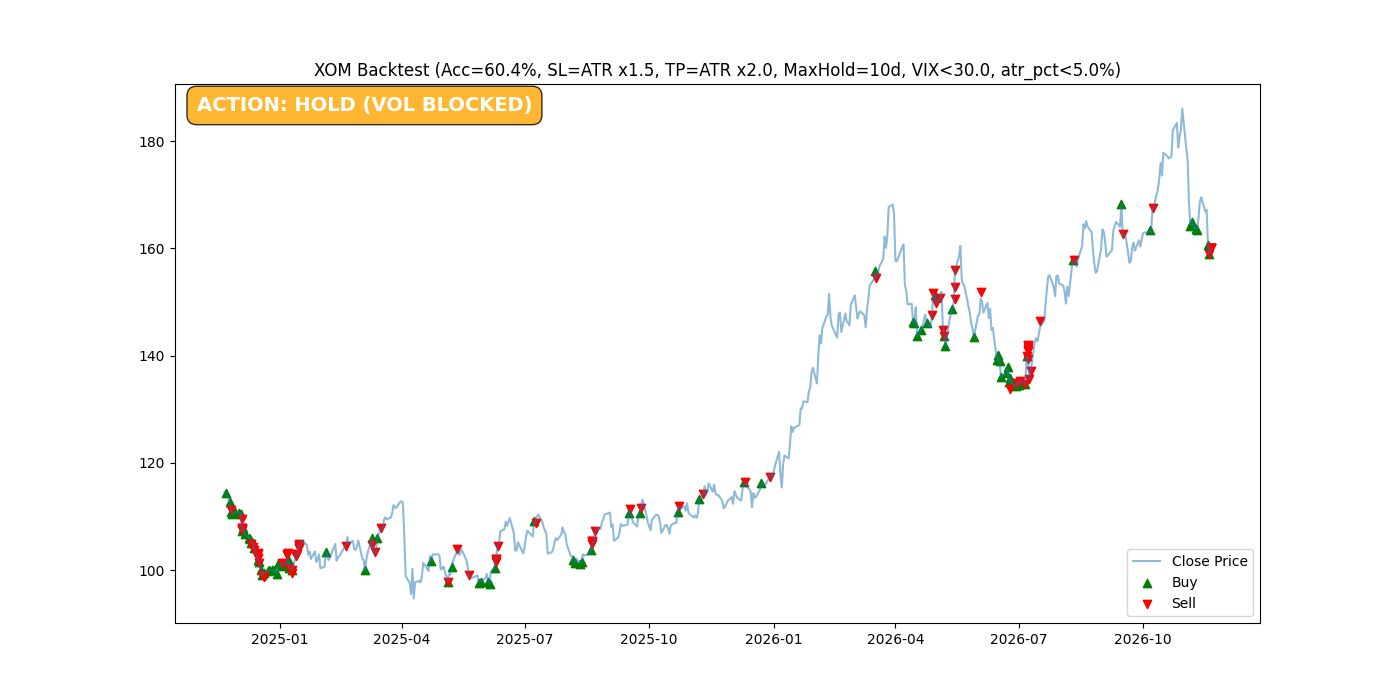 XOM Backtest (Acc=60.4%, SL=ATR x1.5, TP=ATR x2.0, MaxHold=10d, VIX<30.0, atr_pct<5.0%)
ACTION: HOLD (VOL BLOCKED)
180
160
140
120
100
Close Price
Buy
Sell
2025-01 2025-04 2025-07 2025-10 2026-01 2026-04 2026-07 2026-10